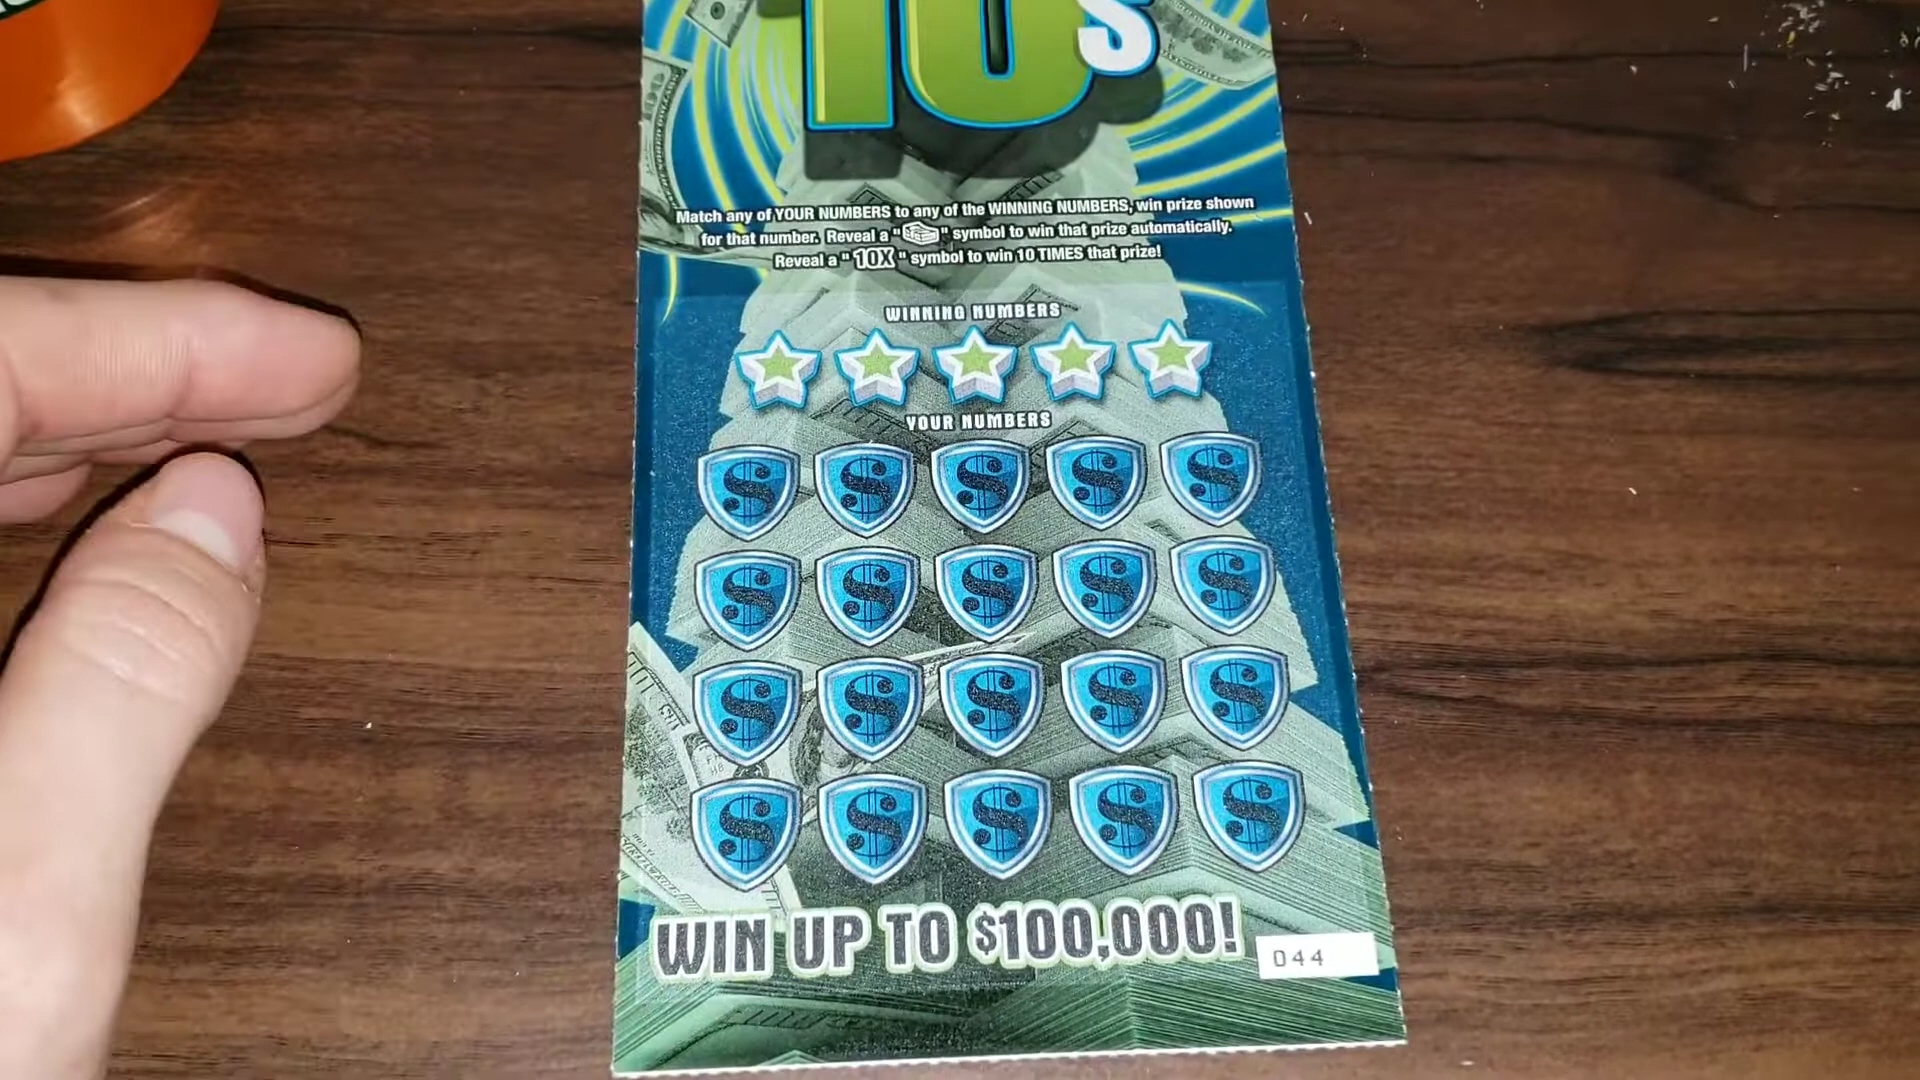 10s
Match any of YOUR NUMBERS to any of the WINNING NUMBERS, win prize shown
for that number. Reveal a " " symbol to win that prize automatically.
Reveal a " 10X " symbol to win 10 TIMES that prize!
WINNING NUMBERS
YOUR NUMBERS
WIN UP TO $100,000!
044